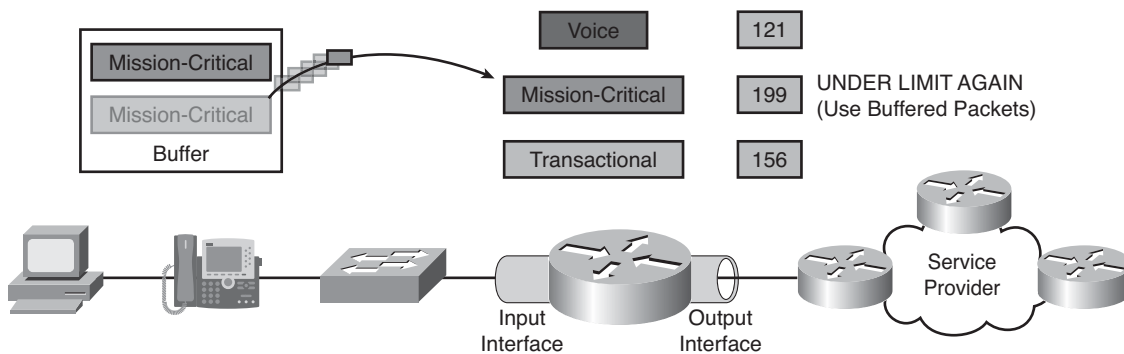 Mission-Critical
Mission-Critical
Buffer
Voice
121
Mission-Critical
199
UNDER LIMIT AGAIN
(Use Buffered Packets)
Transactional
156
Input
Interface
Output
Interface
Service
Provider